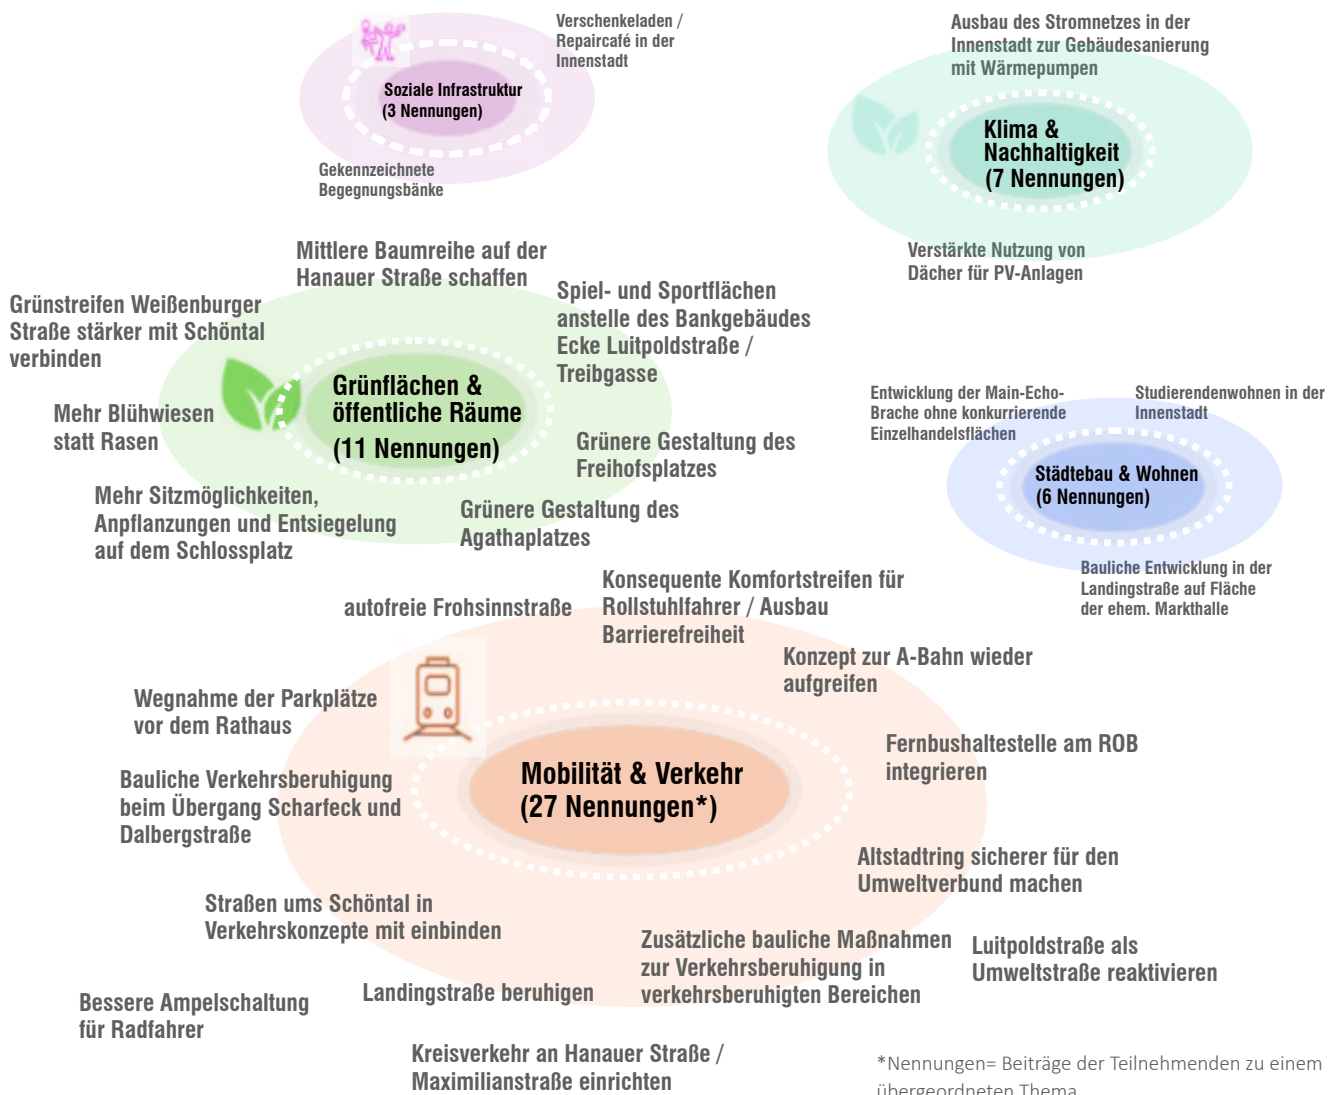 Verschenkeladen /
Repaircafé in der
Innenstadt
Soziale Infrastruktur
(3 Nennungen)
Gekennzeichnete
Begegnungsbänke
Ausbau des Stromnetzes in der
Innenstadt zur Gebäudesanierung
mit Wärmepumpen
Klima &
Nachhaltigkeit
(7 Nennungen)
Verstärkte Nutzung von
Dächer für PV-Anlagen
Mittlere Baumreihe auf der
Hanauer Straße schaffen
Grünstreifen Weißenburger
Straße stärker mit Schöntal
verbinden
Spiel- und Sportflächen
anstelle des Bankgebäudes
Ecke Luitpoldstraße /
Treibgasse
Grünflächen &
öffentliche Räume
(11 Nennungen)
Mehr Blühwiesen
statt Rasen
Grünere Gestaltung des
Freihofsplatzes
Mehr Sitzmöglichkeiten,
Anpflanzungen und Entsiegelung
auf dem Schlossplatz
Grünere Gestaltung des
Agathaplatzes
Entwicklung der Main-Echo-
Brache ohne konkurrierende
Einzelhandelsflächen
Studierendenwohnen in der
Innenstadt
Städtebau & Wohnen
(6 Nennungen)
Bauliche Entwicklung in der
Landingstraße auf Fläche
der ehem. Markthalle
autofreie Frohsinnstraße
Konsequente Komfortstreifen für
Rollstuhlfahrer / Ausbau
Barrierefreiheit
Konzept zur A-Bahn wieder
aufgreifen
Wegnahme der Parkplätze
vor dem Rathaus
Fernbushaltestelle am ROB
integrieren
Mobilität & Verkehr
(27 Nennungen*)
Bauliche Verkehrsberuhigung
beim Übergang Scharfeck und
Dalbergstraße
Altstadtring sicherer für den
Umweltverbund machen
Straßen ums Schöntal in
Verkehrskonzepte mit einbinden
Zusätzliche bauliche Maßnahmen
zur Verkehrsberuhigung in
verkehrsberuhigten Bereichen
Luitpoldstraße als
Umweltstraße reaktivieren
Bessere Ampelschaltung
für Radfahrer
Landingstraße beruhigen
Kreisverkehr an Hanauer Straße /
Maximilianstraße einrichten
*Nennungen= Beiträge der Teilnehmenden zu einem
übergeordneten Thema